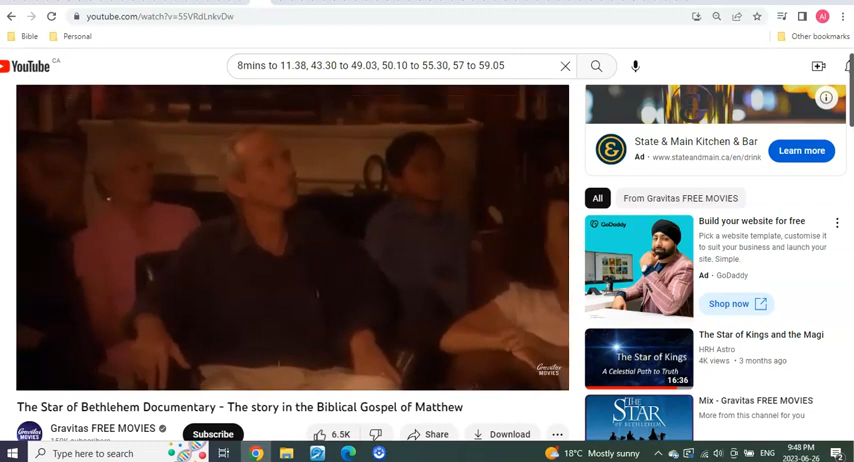 youtube.com/watch?v=55VRdLnkvDw
Al
Bible
Personal
Other bookmarks
YouTube CA
8mins to 11.38, 43.30 to 49.03, 50.10 to 55.30, 57 to 59.05
State & Main Kitchen & Bar
Ad · www.stateandmain.ca/en/drink
Learn more
All
From Gravitas FREE MOVIES
GoDaddy
Build your website for free
Pick a website template, customise it
to suit your business and launch your
site. Simple.
Ad · GoDaddy
Shop now
The Star of Kings
A Celestial Path to Truth
16:36
The Star of Kings and the Magi
HRH Astro
4K views • 3 months ago
THE
STAR
OF BETHLEHEM
Mix - Gravitas FREE MOVIES
More from this channel for you
Gravitas
MOVIES
The Star of Bethlehem Documentary - The story in the Biblical Gospel of Matthew
Gravitas FREE MOVIES
Subscribe
6.5K
Share
Download
Type here to search
18°C Mostly sunny
ENG
9:48 PM
2023-06-26
2